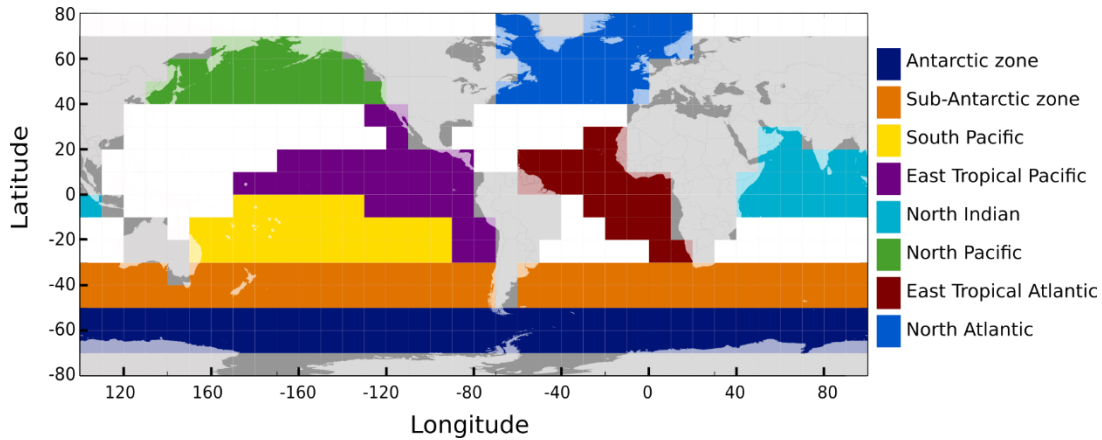 80
60
40
20
0
-20
-40
-60
-80
Latitude
120
160
-160
-120
-80
-40
0
40
80
Longitude
Antarctic zone
Sub-Antarctic zone
South Pacific
East Tropical Pacific
North Indian
North Pacific
East Tropical Atlantic
North Atlantic